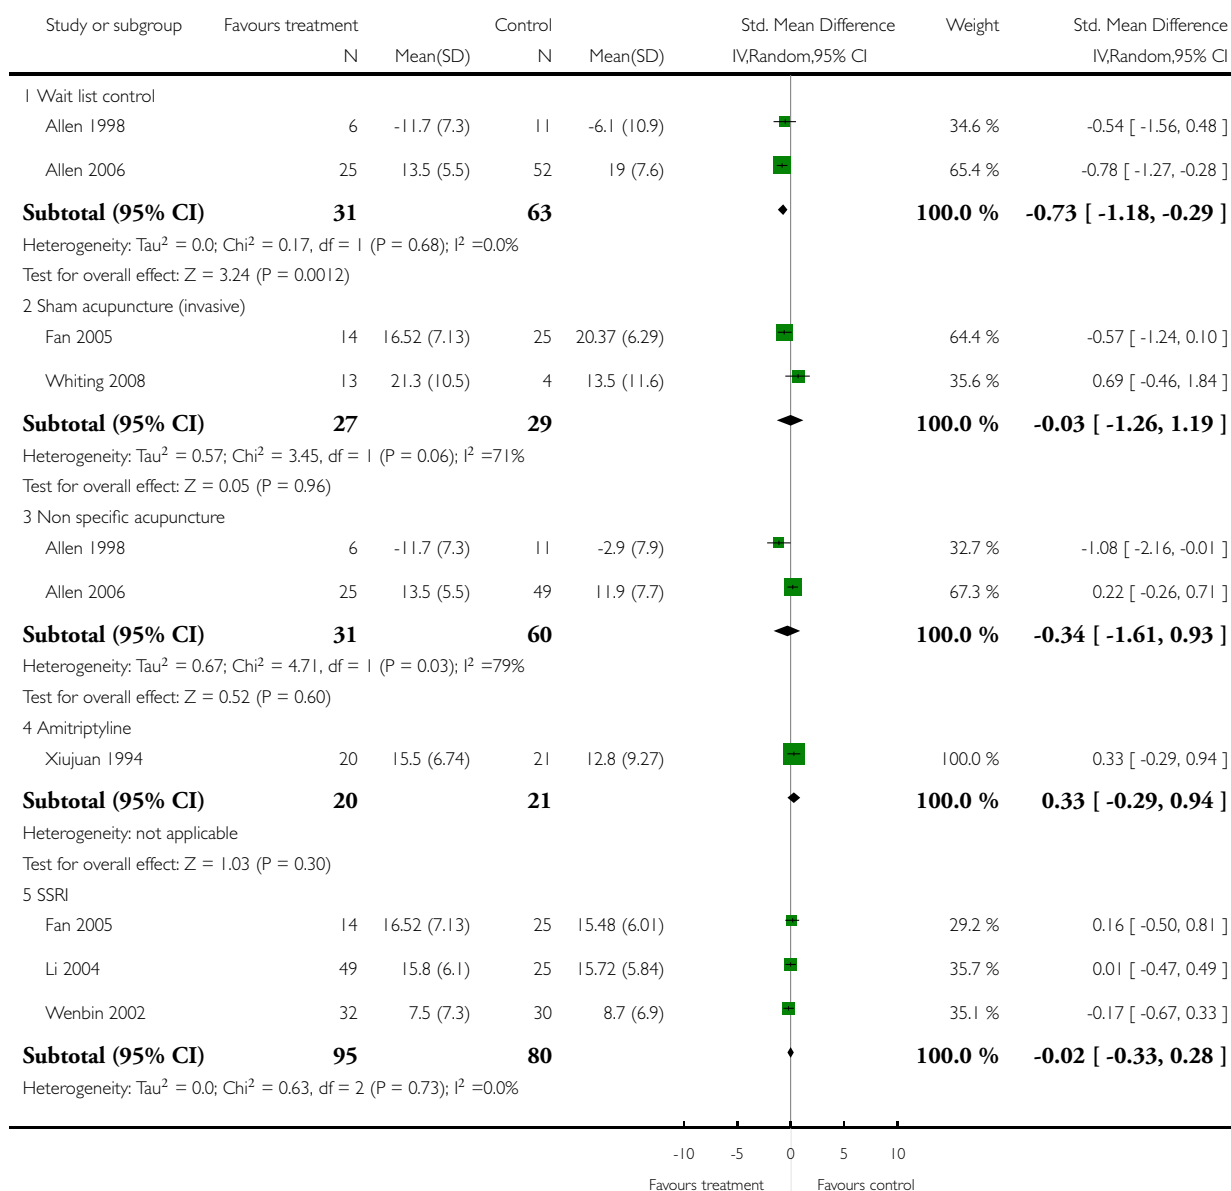 Study or subgroup Favours treatment Control Std. Mean Difference Weight Std. Mean Difference
N Mean(SD) N Mean(SD) IV,Random,95% CI IV,Random,95% CI
1 Wait list control
Allen 1998 6 -11.7 (7.3) 11 -6.1 (10.9) 34.6 % -0.54 [ -1.56, 0.48 ]
Allen 2006 25 13.5 (5.5) 52 19 (7.6) 65.4 % -0.78 [ -1.27, -0.28 ]
Subtotal (95% CI) 31 63 100.0 % -0.73 [ -1.18, -0.29 ]
Heterogeneity: Tau² = 0.0; Chi² = 0.17, df = 1 (P = 0.68); I² =0.0%
Test for overall effect: Z = 3.24 (P = 0.0012)
2 Sham acupuncture (invasive)
Fan 2005 14 16.52 (7.13) 25 20.37 (6.29) 64.4 % -0.57 [ -1.24, 0.10 ]
Whiting 2008 13 21.3 (10.5) 4 13.5 (11.6) 35.6 % 0.69 [ -0.46, 1.84 ]
Subtotal (95% CI) 27 29 100.0 % -0.03 [ -1.26, 1.19 ]
Heterogeneity: Tau² = 0.57; Chi² = 3.45, df = 1 (P = 0.06); I² =71%
Test for overall effect: Z = 0.05 (P = 0.96)
3 Non specific acupuncture
Allen 1998 6 -11.7 (7.3) 11 -2.9 (7.9) 32.7 % -1.08 [ -2.16, -0.01 ]
Allen 2006 25 13.5 (5.5) 49 11.9 (7.7) 67.3 % 0.22 [ -0.26, 0.71 ]
Subtotal (95% CI) 31 60 100.0 % -0.34 [ -1.61, 0.93 ]
Heterogeneity: Tau² = 0.67; Chi² = 4.71, df = 1 (P = 0.03); I² =79%
Test for overall effect: Z = 0.52 (P = 0.60)
4 Amitriptyline
Xiujuan 1994 20 15.5 (6.74) 21 12.8 (9.27) 100.0 % 0.33 [ -0.29, 0.94 ]
Subtotal (95% CI) 20 21 100.0 % 0.33 [ -0.29, 0.94 ]
Heterogeneity: not applicable
Test for overall effect: Z = 1.03 (P = 0.30)
5 SSRI
Fan 2005 14 16.52 (7.13) 25 15.48 (6.01) 29.2 % 0.16 [ -0.50, 0.81 ]
Li 2004 49 15.8 (6.1) 25 15.72 (5.84) 35.7 % 0.01 [ -0.47, 0.49 ]
Wenbin 2002 32 7.5 (7.3) 30 8.7 (6.9) 35.1 % -0.17 [ -0.67, 0.33 ]
Subtotal (95% CI) 95 80 100.0 % -0.02 [ -0.33, 0.28 ]
Heterogeneity: Tau² = 0.0; Chi² = 0.63, df = 2 (P = 0.73); I² =0.0%
-10 -5 0 5 10
Favours treatment Favours control